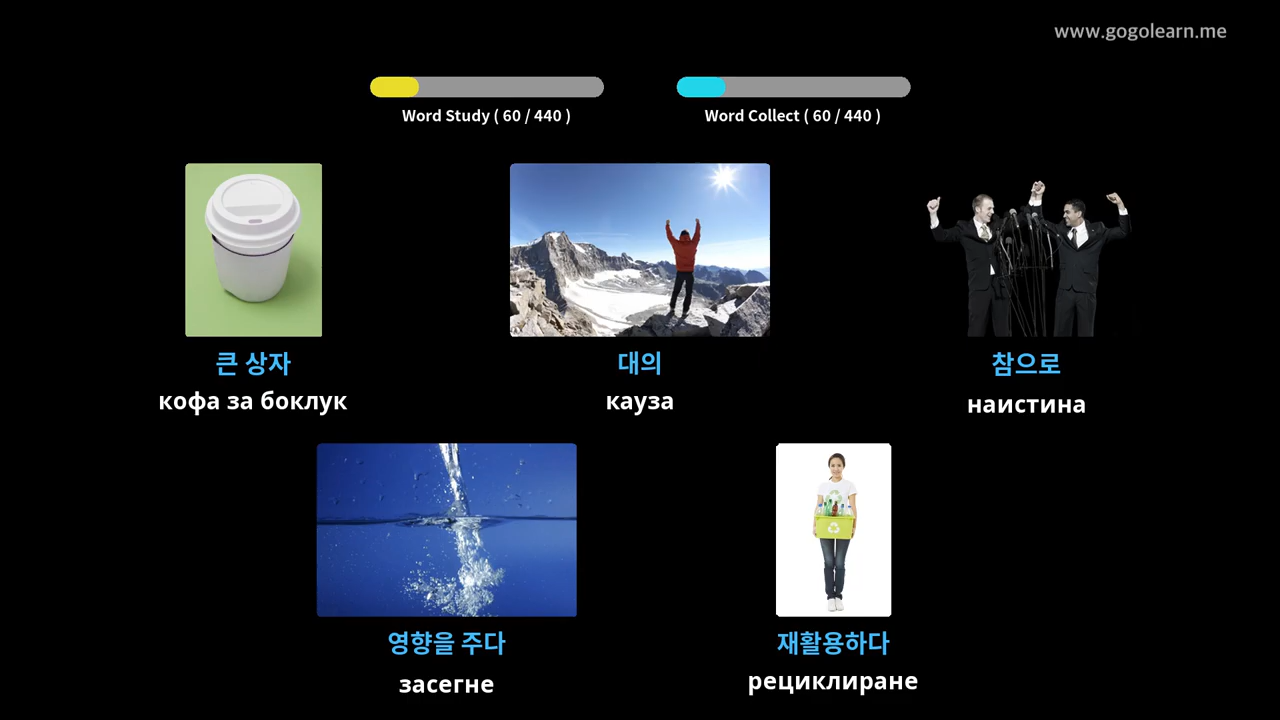 www.gogolearn.me
Word Study ( 60 / 440 )
Word Collect ( 60 / 440 )
큰 상자
кофа за боклук
대의
кауза
참으로
наистина
영향을 주다
засегне
재활용하다
рециклиране